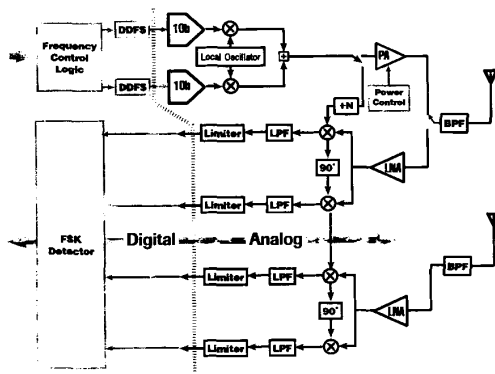 DDFS
10b
Frequency
Control
Logic
Local Oscillator
PA
DDFS
10b
Power
Control
÷N
BPF
Limiter
LPF
90°
LNA
Limiter
LPF
FSK
Detector
Digital
Analog
BPF
Limiter
LPF
90°
LNA
Limiter
LPF